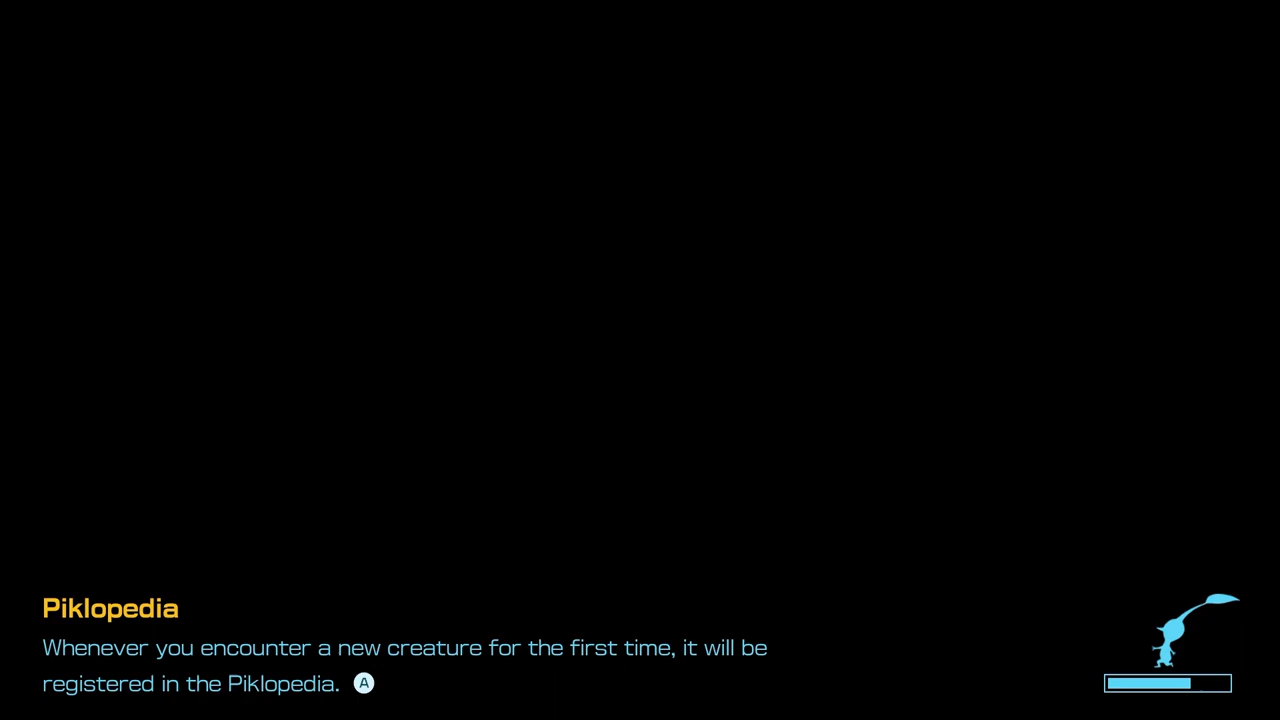 Piklopedia
Whenever you encounter a new creature for the first time, it will be
registered in the Piklopedia. A